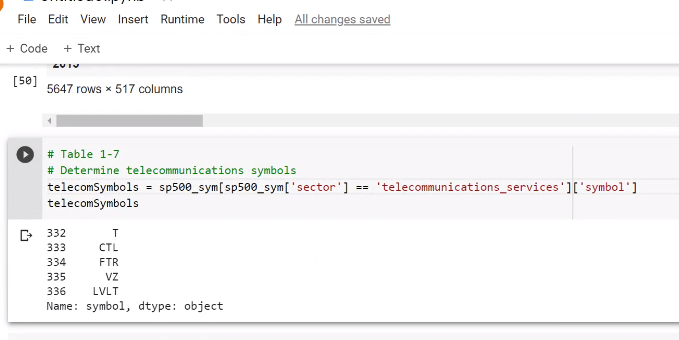 File Edit View Insert Runtime Tools Help All changes saved
+ Code + Text
[50]
5647 rows × 517 columns
# Table 1-7
# Determine telecommunications symbols
telecomSymbols = sp500_sym[sp500_sym['sector'] == 'telecommunications_services']['symbol']
telecomSymbols
332 T
333 CTL
334 FTR
335 VZ
336 LVLT
Name: symbol, dtype: object